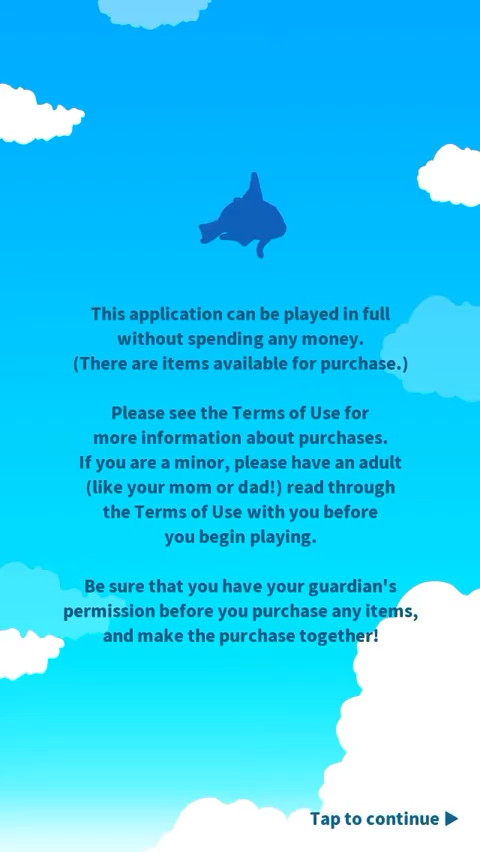 This application can be played in full
without spending any money.
(There are items available for purchase.)
Please see the Terms of Use for
more information about purchases.
If you are a minor, please have an adult
(like your mom or dad!) read through
the Terms of Use with you before
you begin playing.
Be sure that you have your guardian's
permission before you purchase any items,
and make the purchase together!
Tap to continue ▶